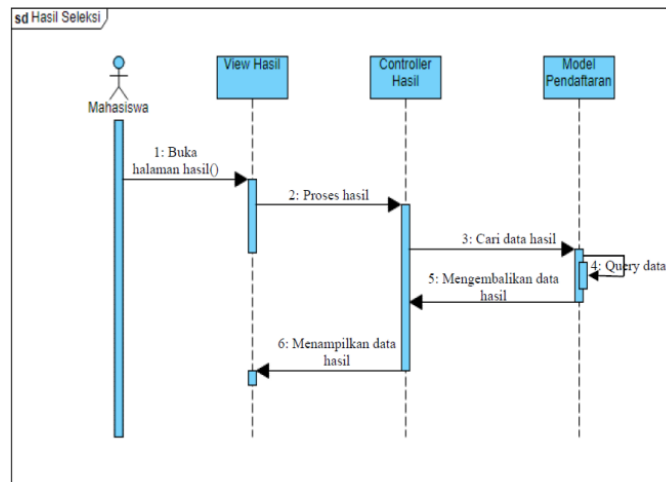 sd Hasil Seleksi
View Hasil
Controller
Hasil
Model
Pendaftaran
Mahasiswa
1: Buka
halaman hasil()
2: Proses hasil
3: Cari data hasil
4: Query data
5: Mengembalikan data
hasil
6: Menampilkan data
hasil